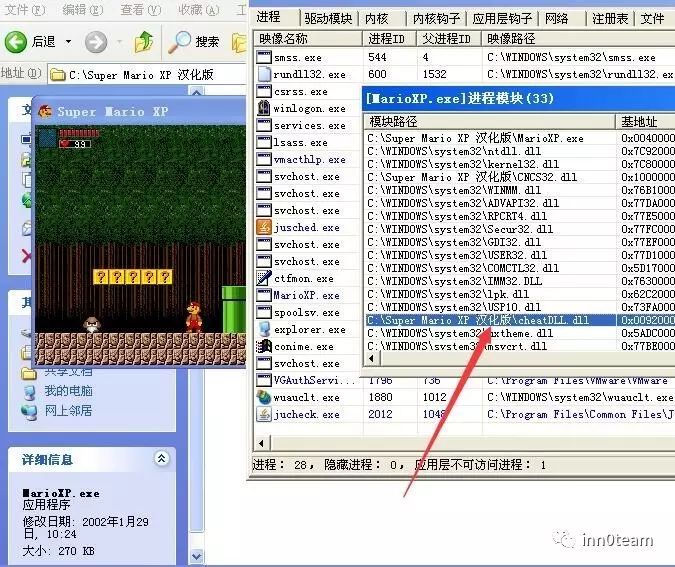 文件(F) 编辑(E) 查看(V) 收藏(A) 工
后退 搜索
地址(D) C:\Super Mario XP 汉化版
Super Mario XP
99
? ? ? ? ?
共享文档
我的电脑
网上邻居
详细信息
MarioXP.exe
应用程序
修改日期: 2002年1月29
日, 10:24
大小: 270 KB
进程 驱动模块 内核 内核钩子 应用层钩子 网络 注册表 文件
映像名称 进程ID 父进程ID 映像路径
smss.exe 544 4 C:\WINDOWS\system32\smss.exe
rundll32.exe 600 1532 C:\WINDOWS\system32\rundll32.ex
csrss.exe
winlogon.exe
services.exe
lsass.exe
vmacthlp.exe
svchost.exe
svchost.exe
svchost.exe
jusched.exe
svchost.exe
svchost.exe
ctfmon.exe
MarioXP.exe
spoolsv.exe
explorer.exe
conime.exe
svchost.exe
VGAuthServi... 1796 736 C:\Program Files\VMware\VMware
wuauclt.exe 1880 1012 C:\WINDOWS\system32\wuauclt.exe
jucheck.exe 2012 1048 C:\Program Files\Common Files\J
进程: 28, 隐藏进程: 0, 应用层不可访问进程: 1
[MarioXP.exe]进程模块(33)
模块路径 基地址
C:\Super Mario XP 汉化版\MarioXP.exe 0x0040000
C:\WINDOWS\system32\ntdll.dll 0x7C92000
C:\WINDOWS\system32\kernel32.dll 0x7C80000
C:\Super Mario XP 汉化版\CNCS32.dll 0x1000000
C:\WINDOWS\system32\WINMM.dll 0x76B1000
C:\WINDOWS\system32\ADVAPI32.dll 0x77DA000
C:\WINDOWS\system32\RPCRT4.dll 0x77E5000
C:\WINDOWS\system32\Secur32.dll 0x77FC000
C:\WINDOWS\system32\GDI32.dll 0x77EF000
C:\WINDOWS\system32\USER32.dll 0x77D1000
C:\WINDOWS\system32\COMCTL32.dll 0x5D17000
C:\WINDOWS\system32\IMM32.DLL 0x7630000
C:\WINDOWS\system32\lpk.dll 0x62C2000
C:\WINDOWS\system32\USP10.dll 0x73FA000
C:\Super Mario XP 汉化版\cheatDLL.dll 0x0092000
C:\WINDOWS\system32\uxtheme.dll 0x5ADC000
C:\WINDOWS\system32\msvcrt.dll 0x77BE000
inn0team